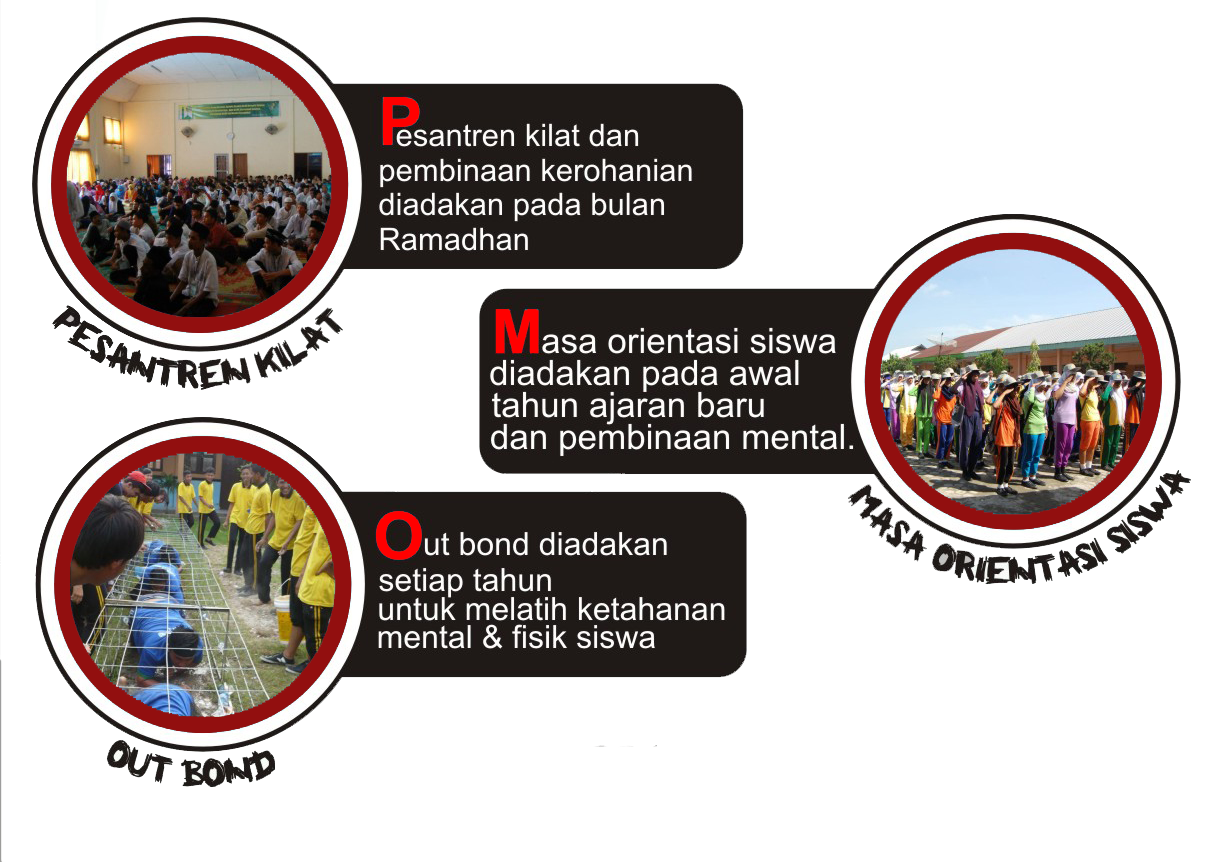 Pesantren kilat dan
pembinaan kerohanian
diadakan pada bulan
Ramadhan
PESANTREN KILAT
Masa orientasi siswa
diadakan pada awal
tahun ajaran baru
dan pembinaan mental.
MASA ORIENTASI SISWA
Out bond diadakan
setiap tahun
untuk melatih ketahanan
mental & fisik siswa
OUT BOND